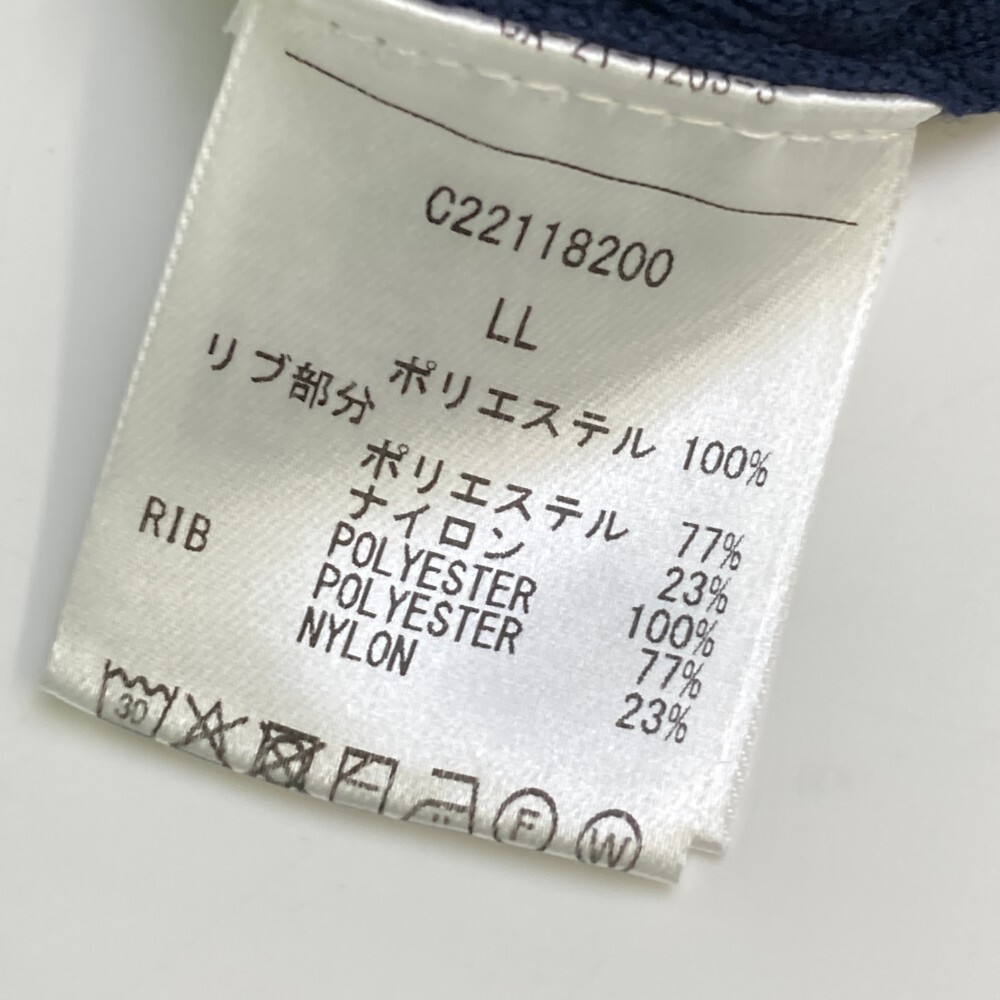 C22118200
LL
ポリエステル 100%
リブ部分
ポリエステル 77%
ナイロン 23%
POLYESTER 100%
RIB POLYESTER 77%
NYLON 23%
30
F W